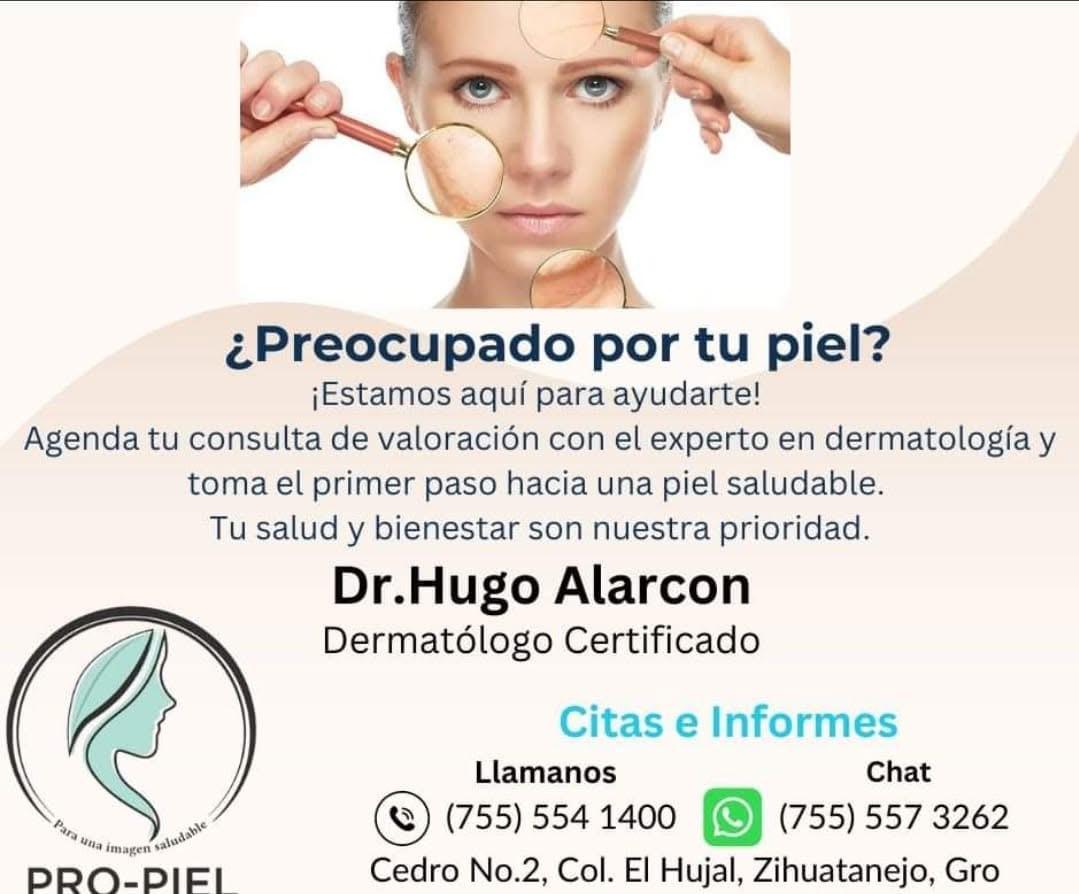 ¿Preocupado por tu piel?
¡Estamos aquí para ayudarte!
Agenda tu consulta de valoración con el experto en dermatología y
toma el primer paso hacia una piel saludable.
Tu salud y bienestar son nuestra prioridad.
Dr.Hugo Alarcon
Dermatólogo Certificado
Citas e Informes
Llamanos
Chat
(755) 554 1400
(755) 557 3262
Cedro No.2, Col. El Hujal, Zihuatanejo, Gro
Para una imagen saludable
PRO-PIEL